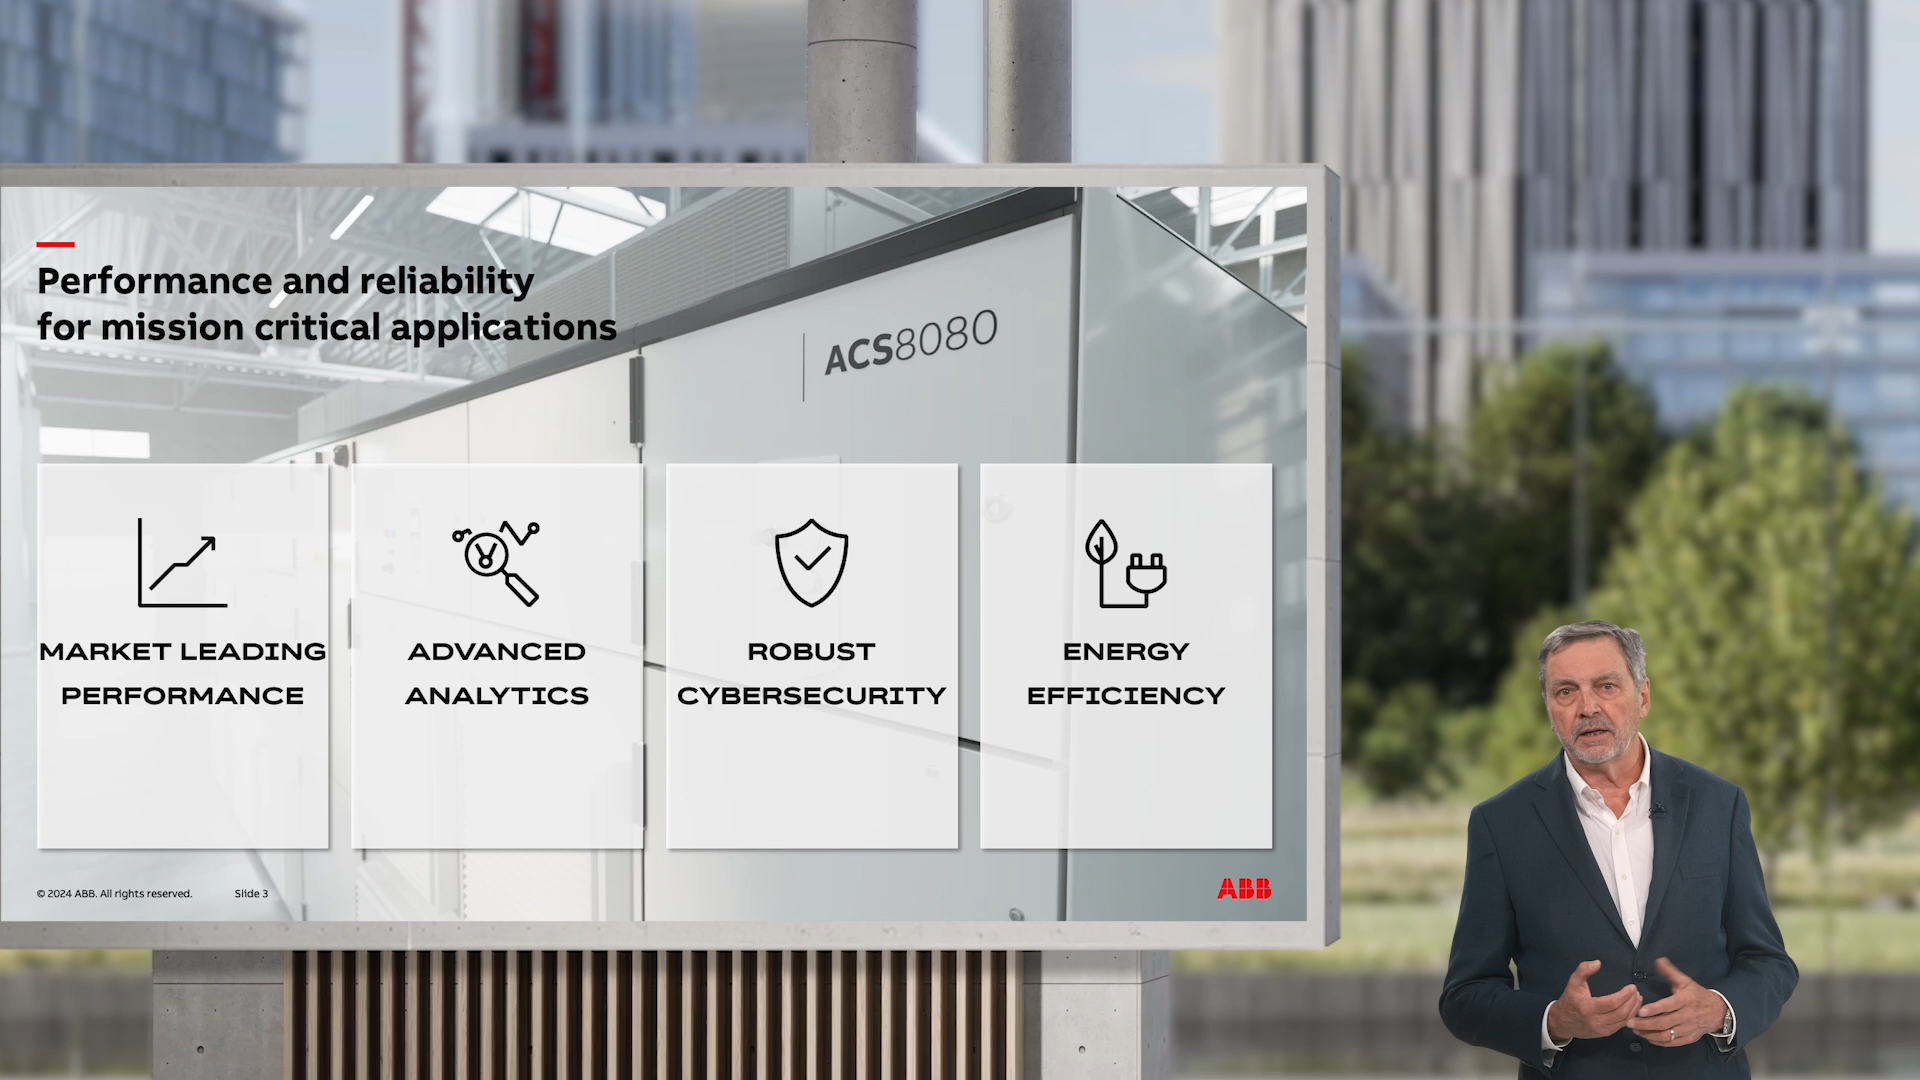 Performance and reliability
for mission critical applications
ACS8080
MARKET LEADING
PERFORMANCE
ADVANCED
ANALYTICS
ROBUST
CYBERSECURITY
ENERGY
EFFICIENCY
© 2024 ABB. All rights reserved.
Slide 3
ABB